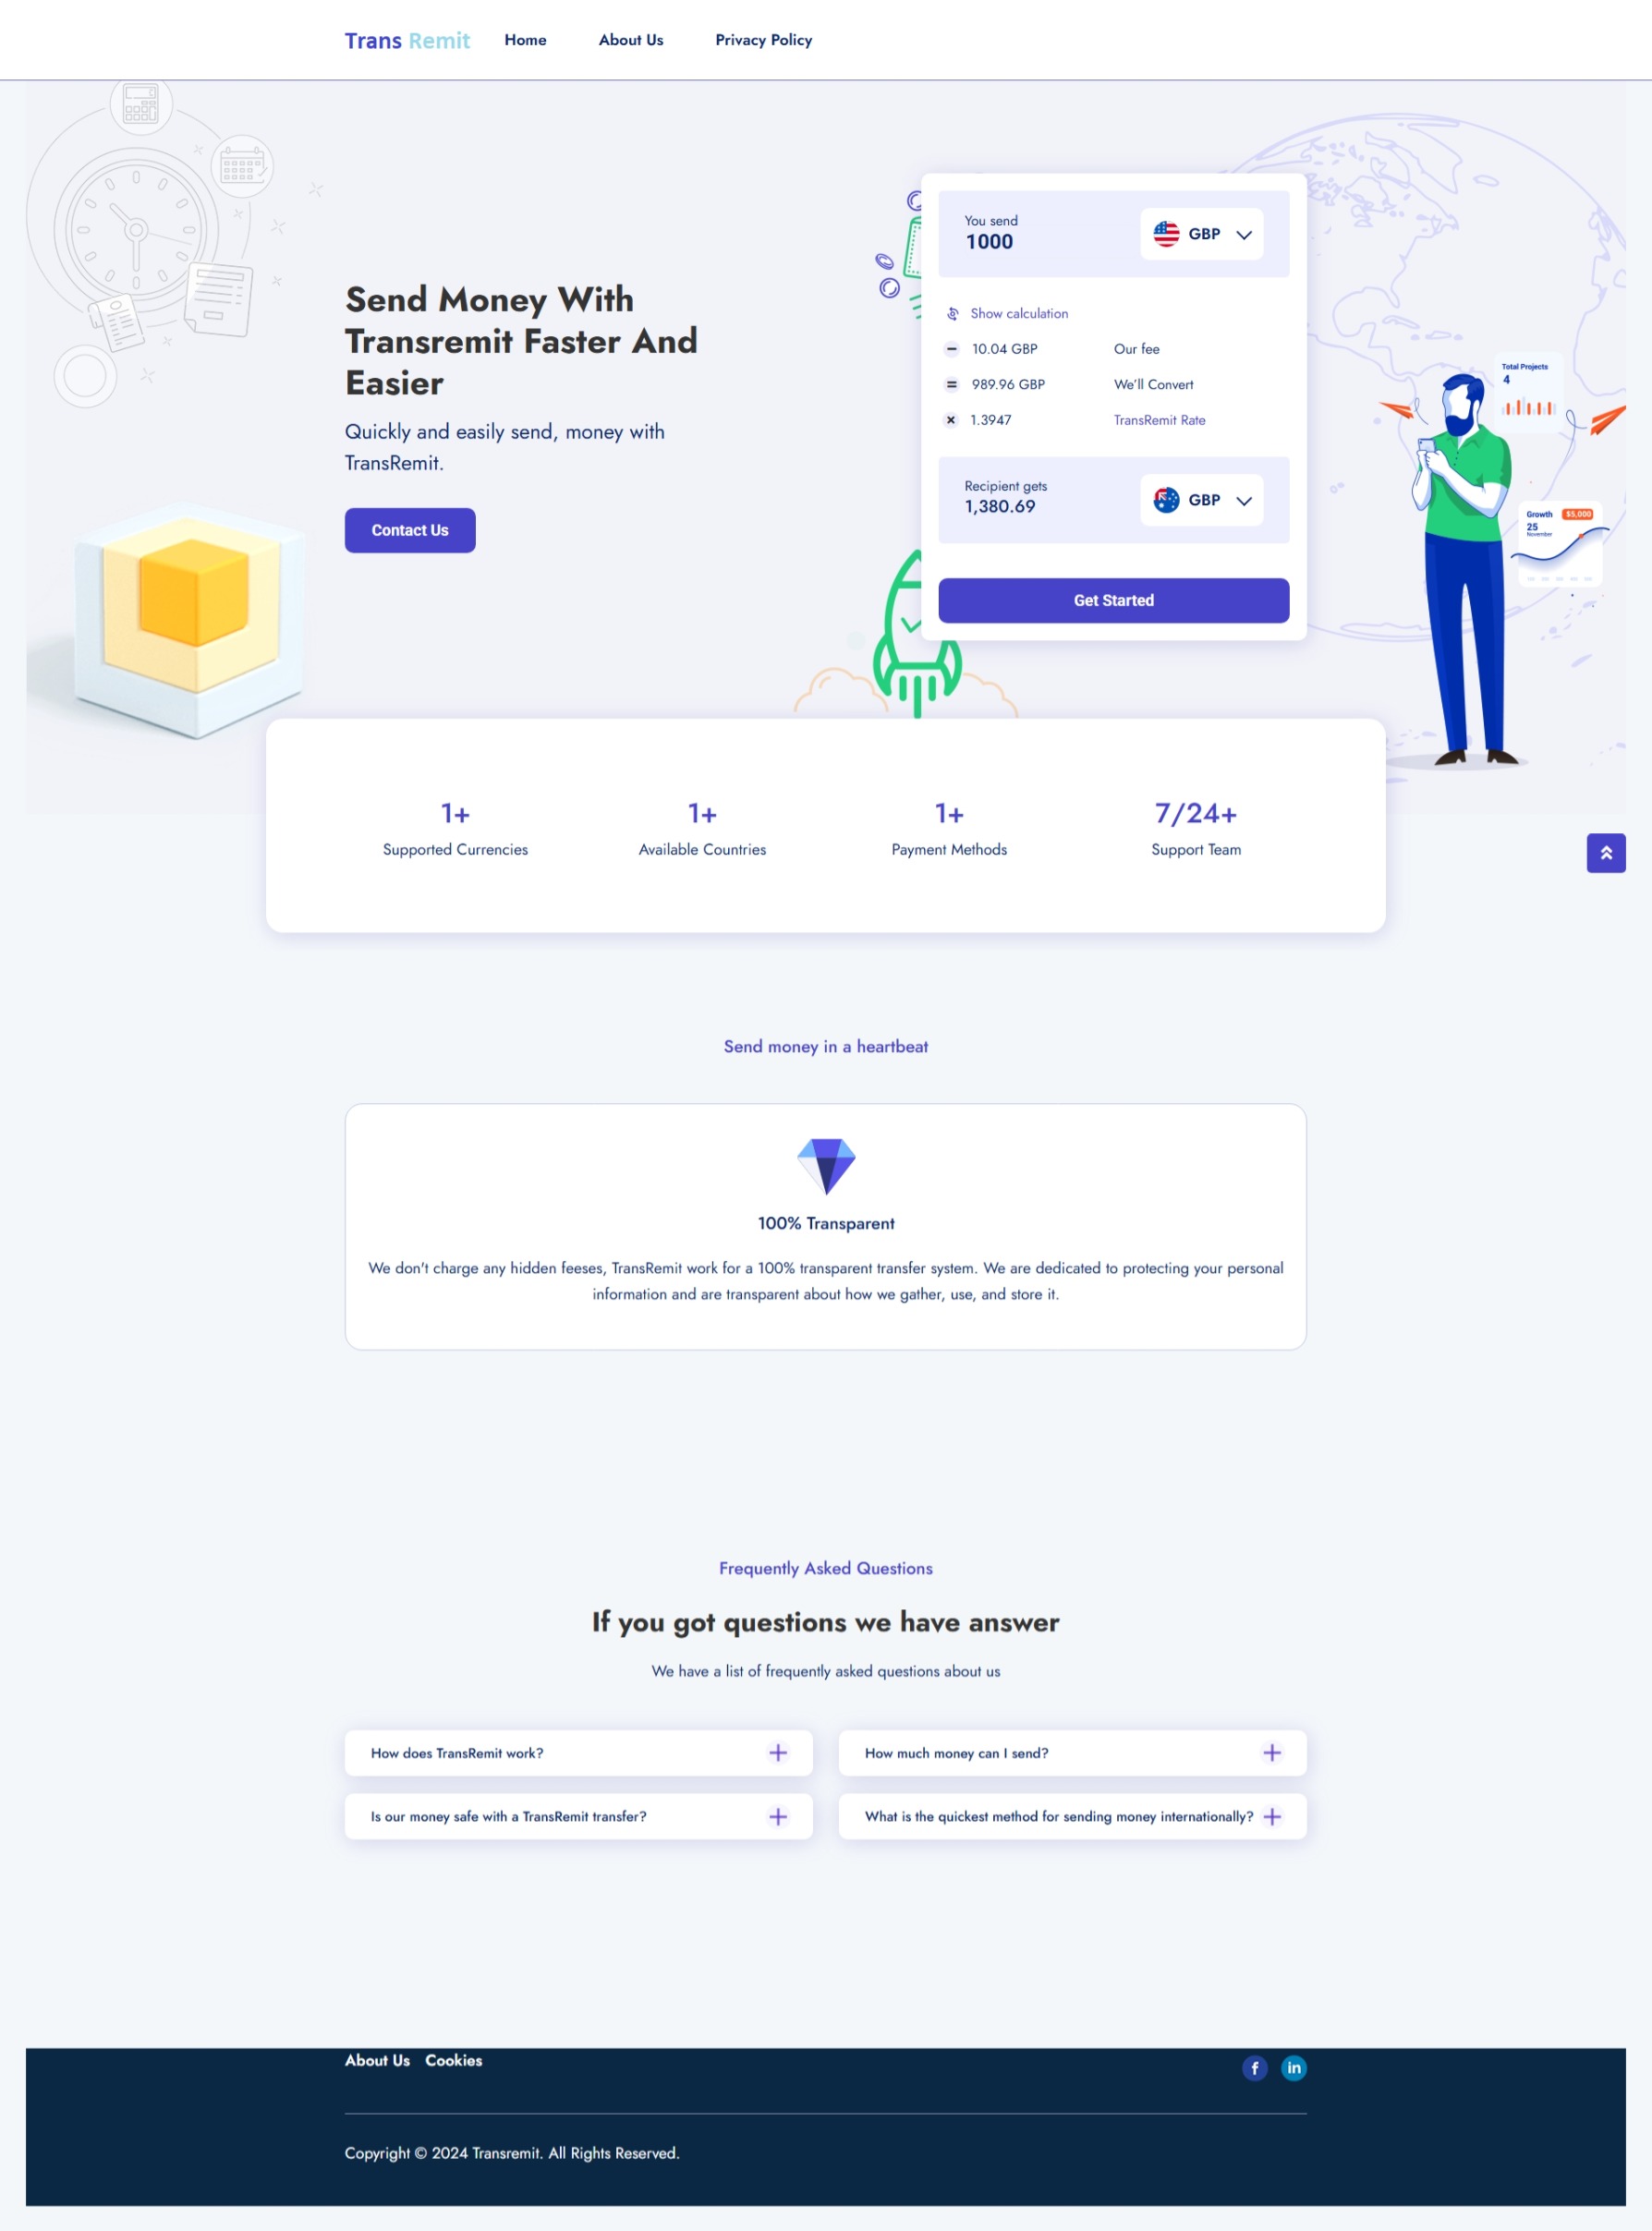 Trans Remit
Home
About Us
Privacy Policy
Send Money With
Transremit Faster And
Easier
Quickly and easily send, money with
TransRemit.
Contact Us
You send
1000
GBP
Show calculation
10.04 GBP
Our fee
989.96 GBP
We'll Convert
1.3947
TransRemit Rate
Recipient gets
1,380.69
GBP
Get Started
Total Projects
4
Growth
$5,000
25
November
1+
Supported Currencies
1+
Available Countries
1+
Payment Methods
7/24+
Support Team
Send money in a heartbeat
100% Transparent
We don't charge any hidden feeses, TransRemit work for a 100% transparent transfer system. We are dedicated to protecting your personal
information and are transparent about how we gather, use, and store it.
Frequently Asked Questions
If you got questions we have answer
We have a list of frequently asked questions about us
How does TransRemit work?
How much money can I send?
Is our money safe with a TransRemit transfer?
What is the quickest method for sending money internationally?
About Us
Cookies
Copyright © 2024 Transremit. All Rights Reserved.